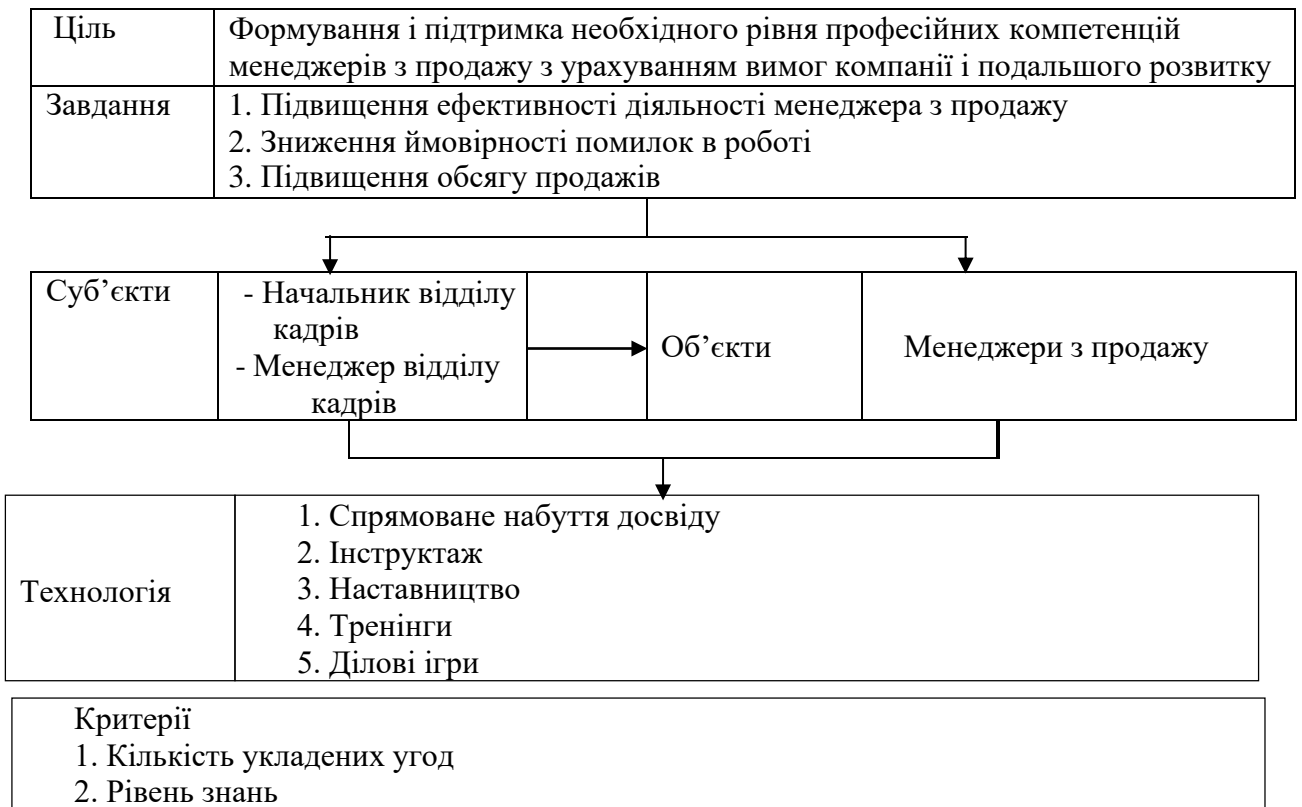 Ціль
Формування і підтримка необхідного рівня професійних компетенцій
менеджерів з продажу з урахуванням вимог компанії і подальшого розвитку
Завдання
1. Підвищення ефективності діяльності менеджера з продажу
2. Зниження ймовірності помилок в роботі
3. Підвищення обсягу продажів
Суб’єкти
- Начальник відділу
кадрів
- Менеджер відділу
кадрів
Об’єкти
Менеджери з продажу
Технологія
1. Спрямоване набуття досвіду
2. Інструктаж
3. Наставництво
4. Тренінги
5. Ділові ігри
Критерії
1. Кількість укладених угод
2. Рівень знань